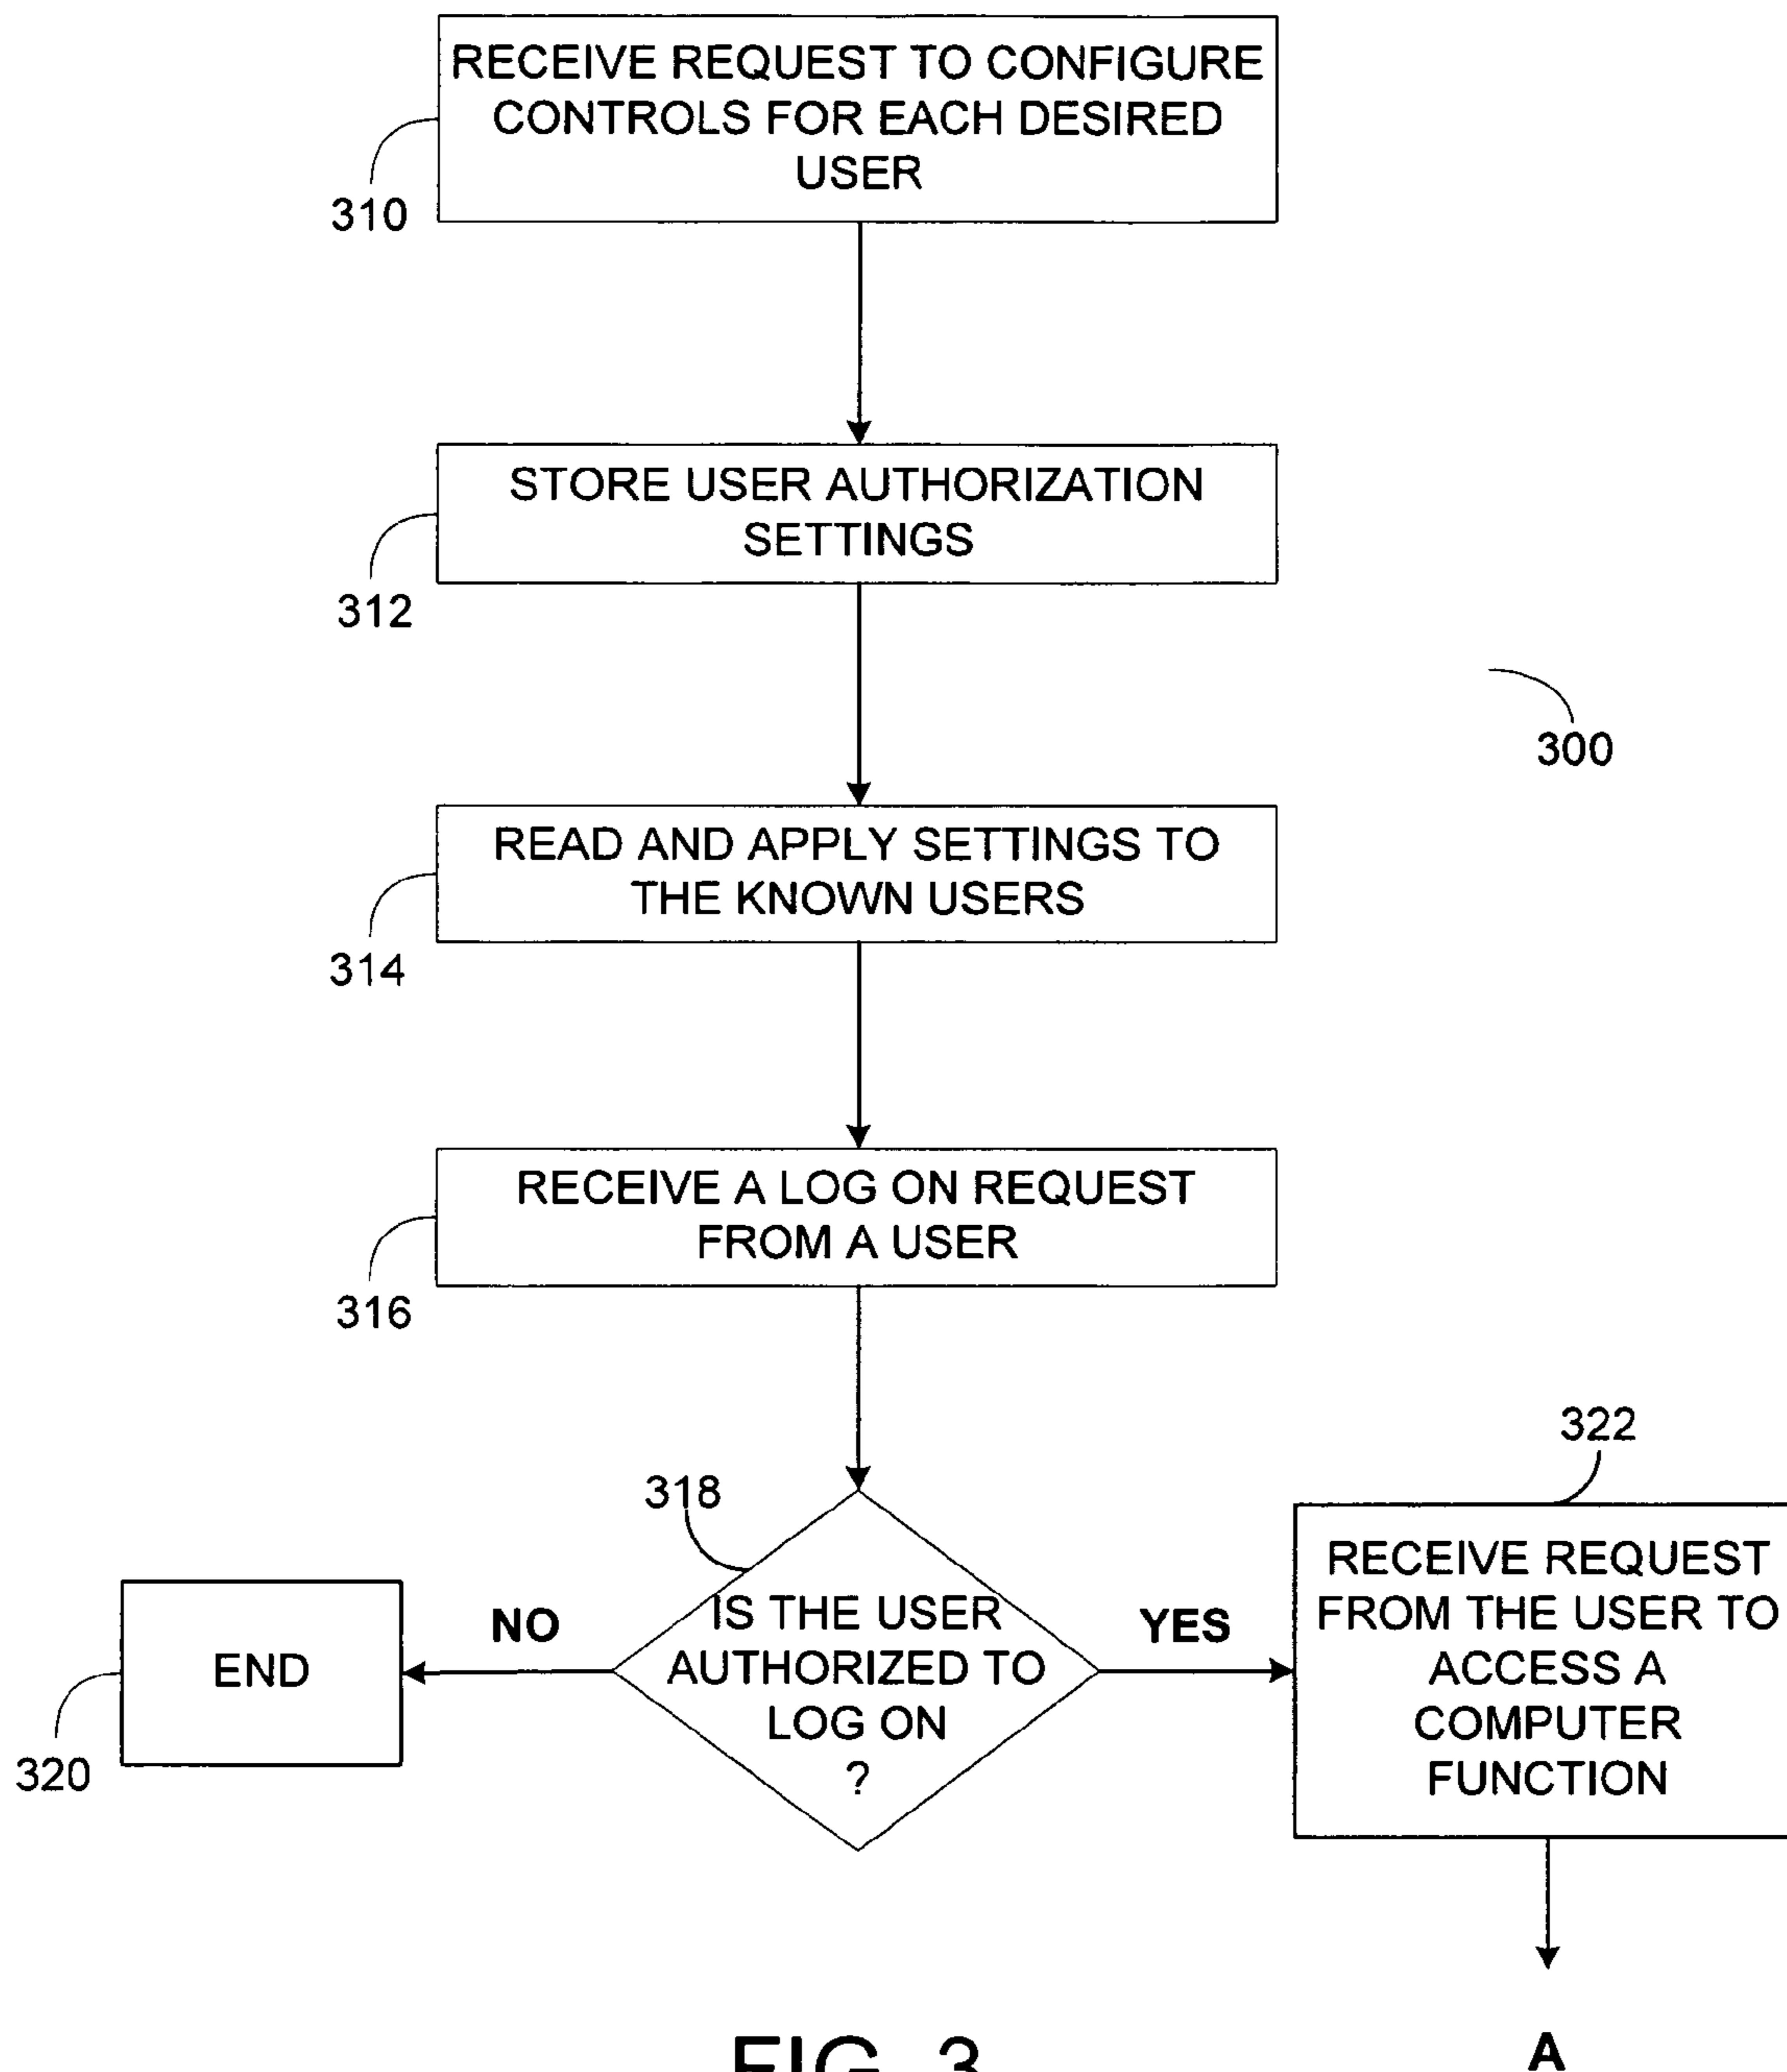 RECEIVE REQUEST TO CONFIGURE
CONTROLS FOR EACH DESIRED
USER
310
STORE USER AUTHORIZATION
SETTINGS
312
300
READ AND APPLY SETTINGS TO
THE KNOWN USERS
314
RECEIVE A LOG ON REQUEST
FROM A USER
316
318
IS THE USER
AUTHORIZED TO
LOG ON
?
NO
END
320
YES
322
RECEIVE REQUEST
FROM THE USER TO
ACCESS A
COMPUTER
FUNCTION
A
FIG. 3